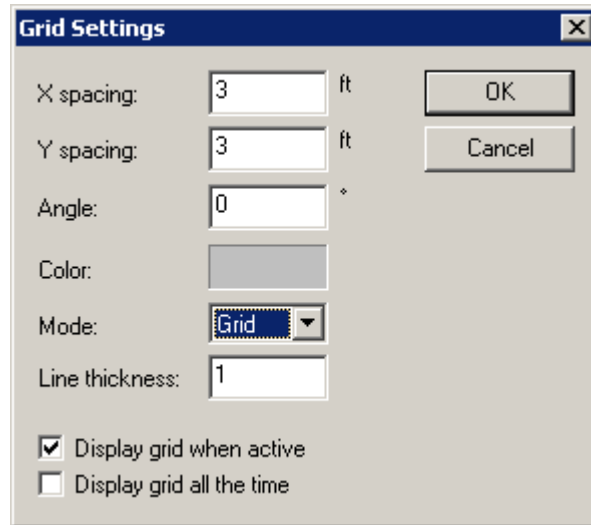 Grid Settings
X spacing: 3 ft
OK
Y spacing: 3 ft
Cancel
Angle: 0 °
Color:
Mode: Grid
Line thickness: 1
Display grid when active
Display grid all the time